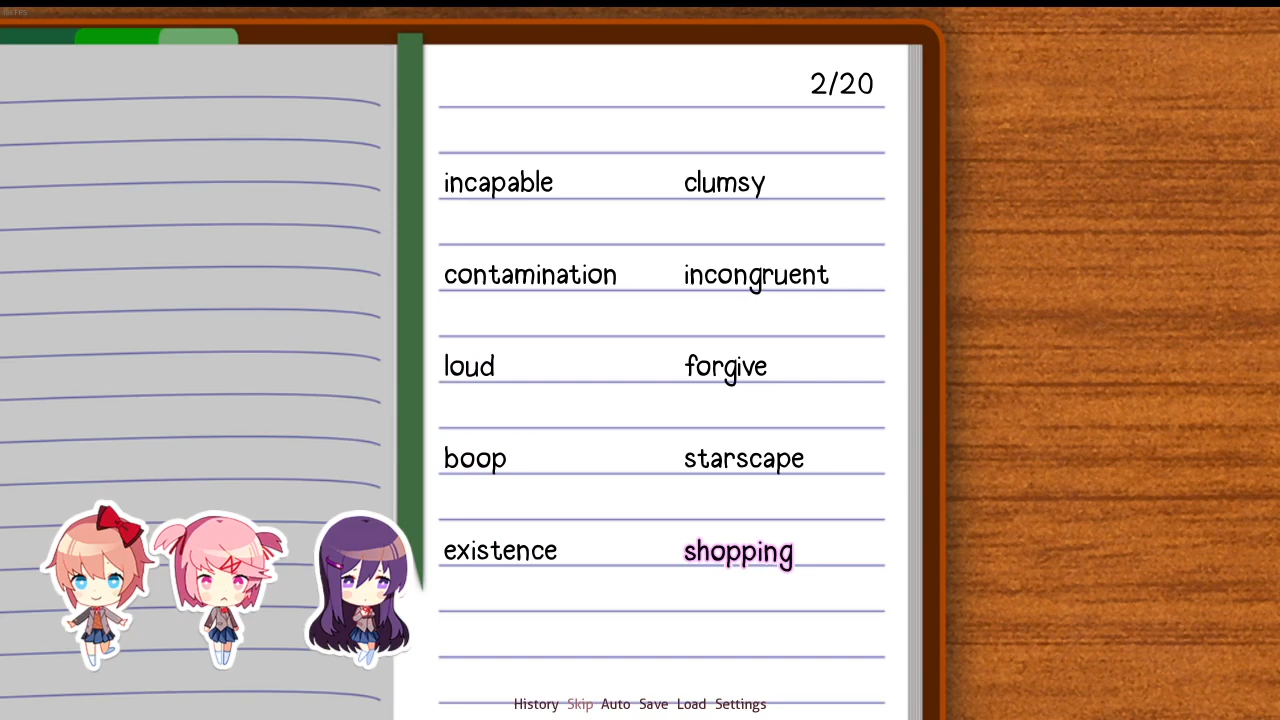 2/20
incapable clumsy
contamination incongruent
loud forgive
boop starscape
existence shopping
History Skip Auto Save Load Settings